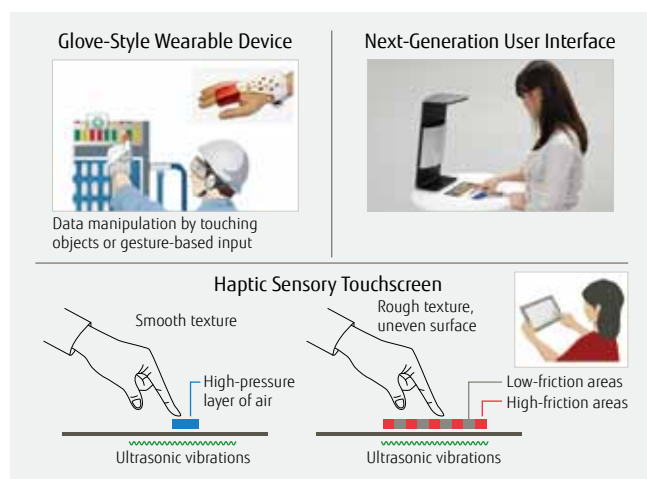 Glove-Style Wearable Device
Data manipulation by touching
objects or gesture-based input
Next-Generation User Interface
Haptic Sensory Touchscreen
Smooth texture
High-pressure
layer of air
Ultrasonic vibrations
Rough texture,
uneven surface
Low-friction areas
High-friction areas
Ultrasonic vibrations